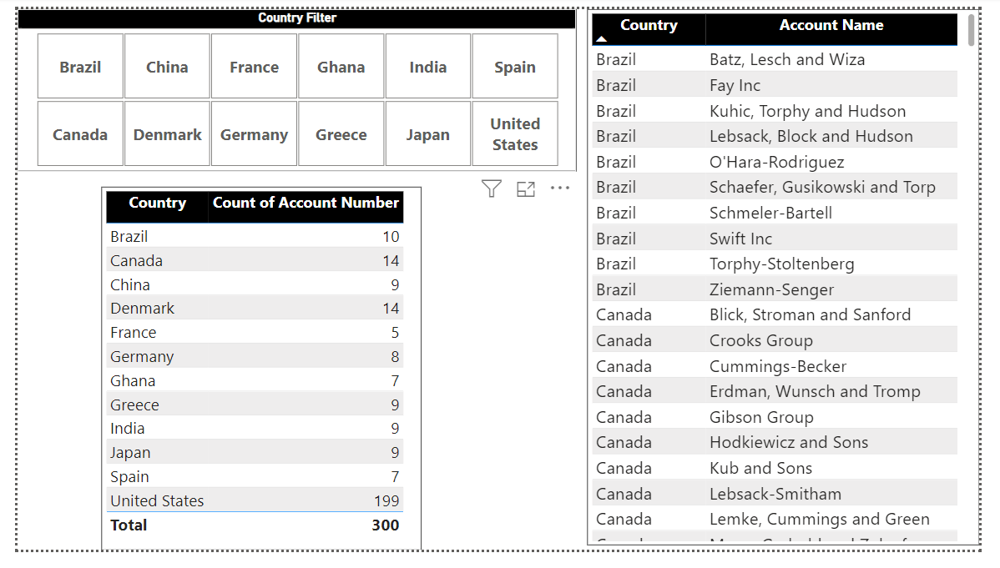 Country Filter
Brazil China France Ghana India Spain
Canada Denmark Germany Greece Japan United States
Country Count of Account Number
Brazil 10
Canada 14
China 9
Denmark 14
France 5
Germany 8
Ghana 7
Greece 9
India 9
Japan 9
Spain 7
United States 199
Total 300
Country Account Name
Brazil Batz, Lesch and Wiza
Brazil Fay Inc
Brazil Kuhic, Torphy and Hudson
Brazil Lebsack, Block and Hudson
Brazil O'Hara-Rodriguez
Brazil Schaefer, Gusikowski and Torp
Brazil Schmeler-Bartell
Brazil Swift Inc
Brazil Torphy-Stoltenberg
Brazil Ziemann-Senger
Canada Blick, Stroman and Sanford
Canada Crooks Group
Canada Cummings-Becker
Canada Erdman, Wunsch and Tromp
Canada Gibson Group
Canada Hodkiewicz and Sons
Canada Kub and Sons
Canada Lebsack-Smitham
Canada Lemke, Cummings and Green